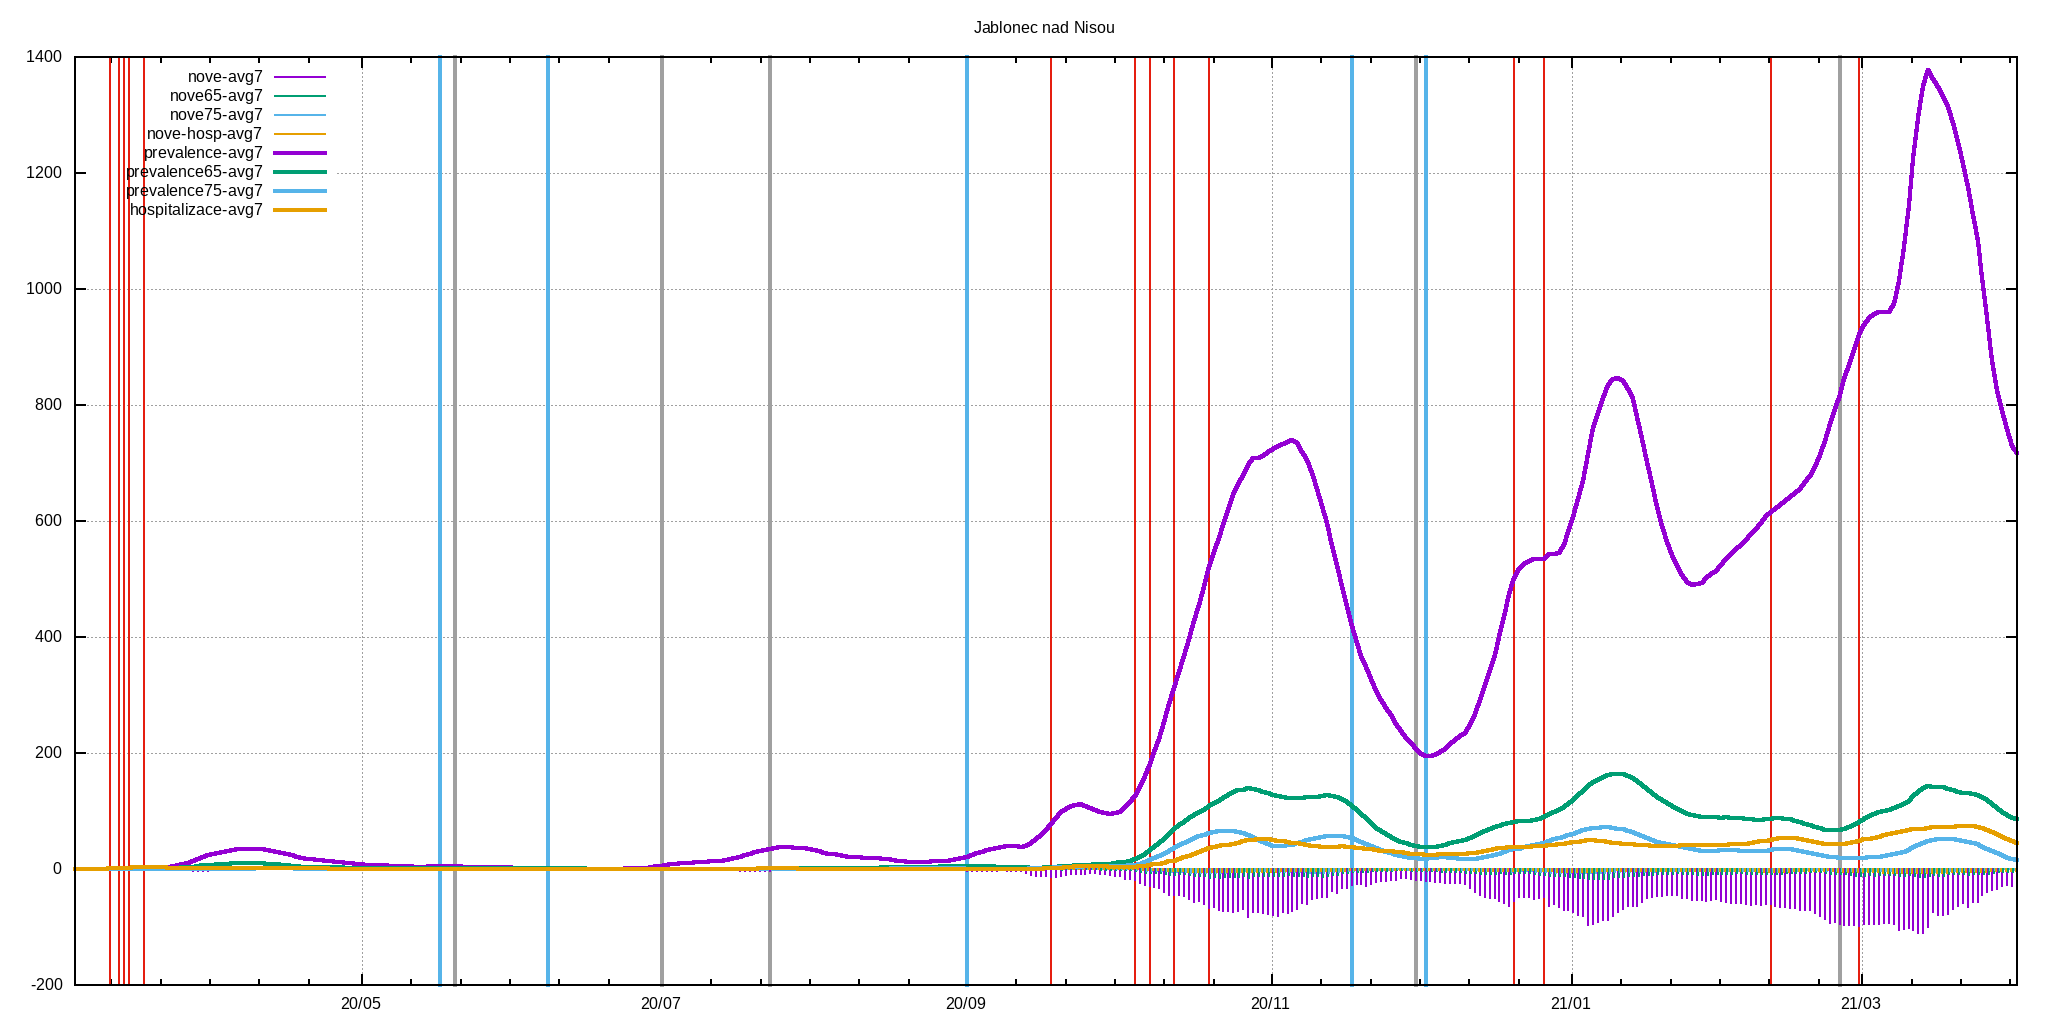 Jablonec nad Nisou
1400
1200
1000
800
600
400
200
0
-200
nove-avg7
nove65-avg7
nove75-avg7
nove-hosp-avg7
prevalence-avg7
prevalence65-avg7
prevalence75-avg7
hospitalizace-avg7
20/05 20/07 20/09 20/11 21/01 21/03